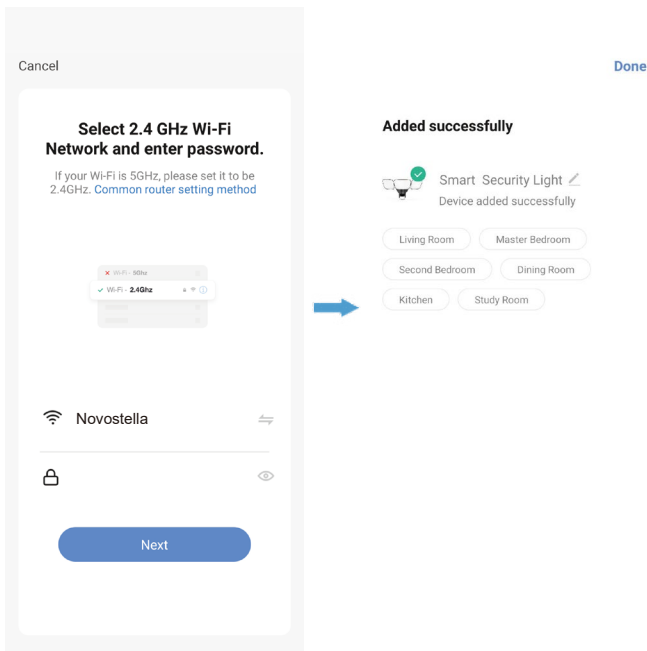 Cancel
Select 2.4 GHz Wi-Fi
Network and enter password.
If your Wi-Fi is 5GHz, please set it to be
2.4GHz. Common router setting method
Wi-Fi - 5Ghz
Wi-Fi - 2.4Ghz
Novostella
Next
Done
Added successfully
Smart Security Light
Device added successfully
Living Room
Master Bedroom
Second Bedroom
Dining Room
Kitchen
Study Room